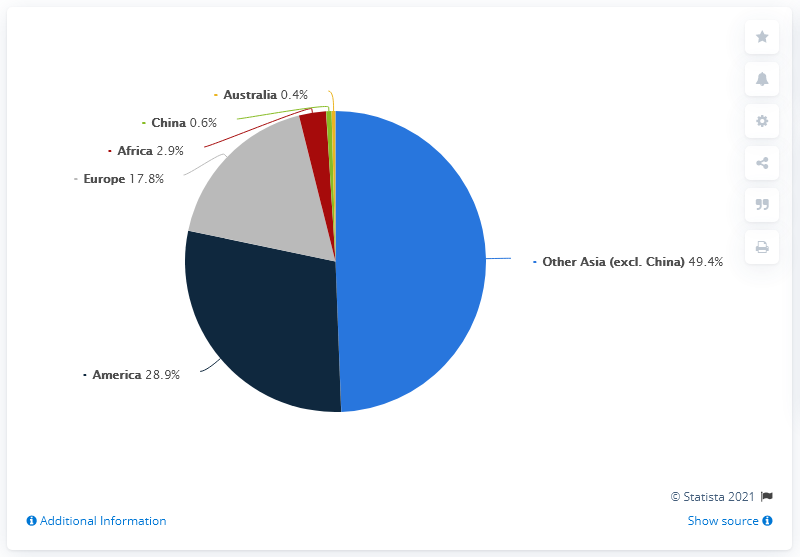 Australia 0.4%
China 0.6%
Africa 2.9%
Europe 17.8%
Other Asia (excl. China) 49.4%
America 28.9%
© Statista 2021
Additional Information
Show source